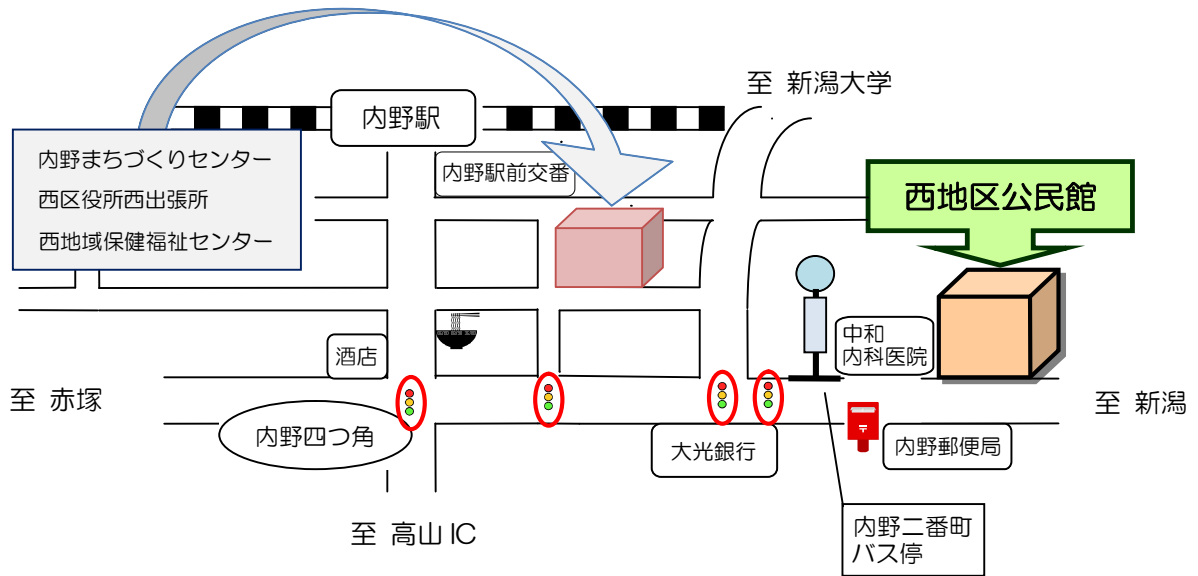 至 新潟大学
内野駅
内野まちづくりセンター
西区役所西出張所
西地域保健福祉センター
内野駅前交番
西地区公民館
酒店
中和
内科医院
至 赤塚
至 新潟
内野四つ角
大光銀行
〒
内野郵便局
至 高山 IC
内野二番町
バス停